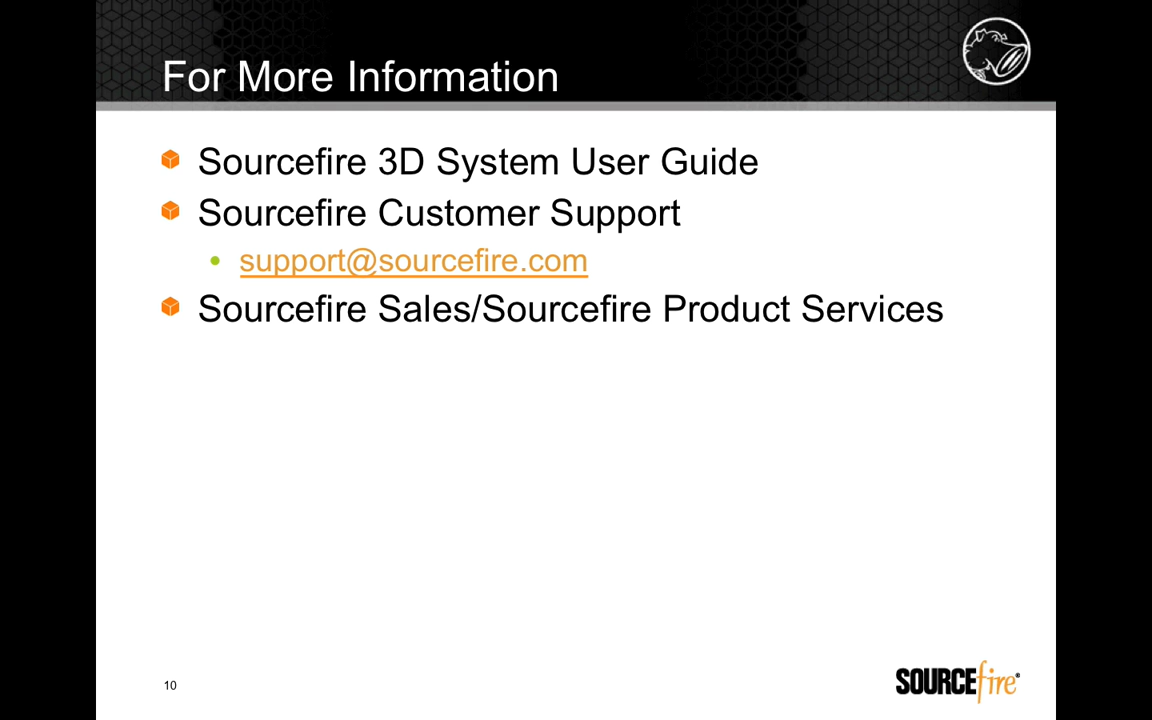 For More Information
Sourcefire 3D System User Guide
Sourcefire Customer Support
support@sourcefire.com
Sourcefire Sales/Sourcefire Product Services
10
SOURCEfire®